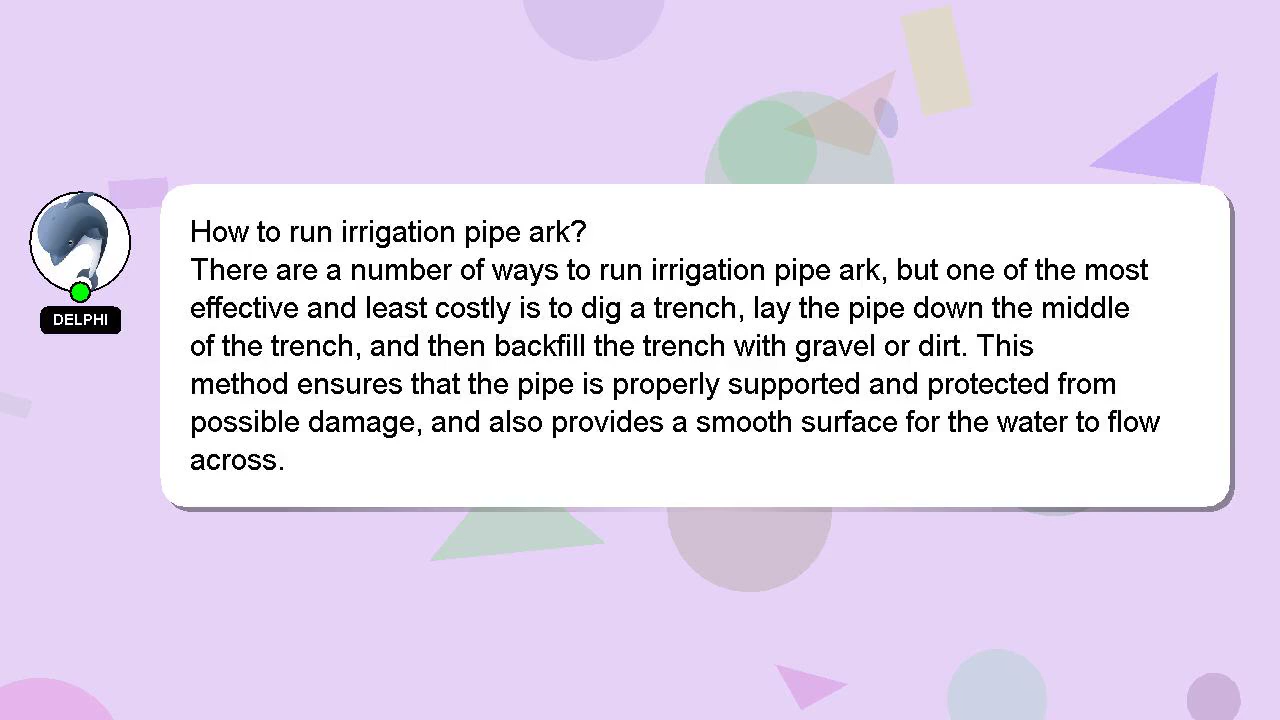 How to run irrigation pipe ark?
There are a number of ways to run irrigation pipe ark, but one of the most
effective and least costly is to dig a trench, lay the pipe down the middle
of the trench, and then backfill the trench with gravel or dirt. This
method ensures that the pipe is properly supported and protected from
possible damage, and also provides a smooth surface for the water to flow
across.
DELPHI